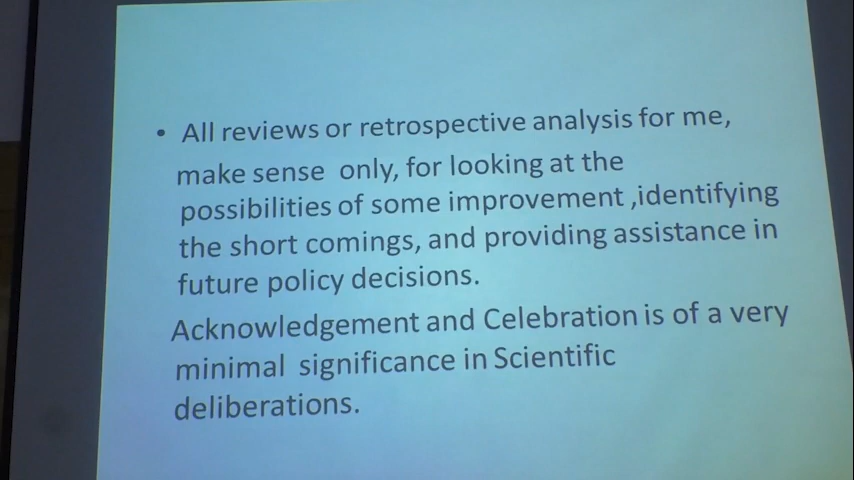 • All reviews or retrospective analysis for me,
make sense only, for looking at the
possibilities of some improvement ,identifying
the short comings, and providing assistance in
future policy decisions.
Acknowledgement and Celebration is of a very
minimal significance in Scientific
deliberations.